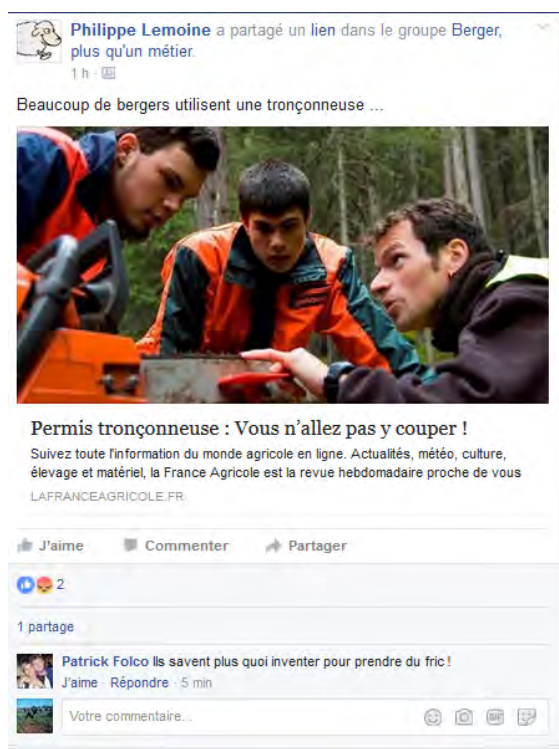 Philippe Lemoine a partagé un lien dans le groupe Berger,
plus qu'un métier.
1 h ·
Beaucoup de bergers utilisent une tronçonneuse ...
Permis tronçonneuse : Vous n'allez pas y couper !
Suivez toute l'information du monde agricole en ligne. Actualités, météo, culture,
élevage et matériel, la France Agricole est la revue hebdomadaire proche de vous
LAFRANCEAGRICOLE.FR
J'aime Commenter Partager
2
1 partage
Patrick Folco Ils savent plus quoi inventer pour prendre du fric !
J'aime · Répondre · 5 min
Votre commentaire... GIF